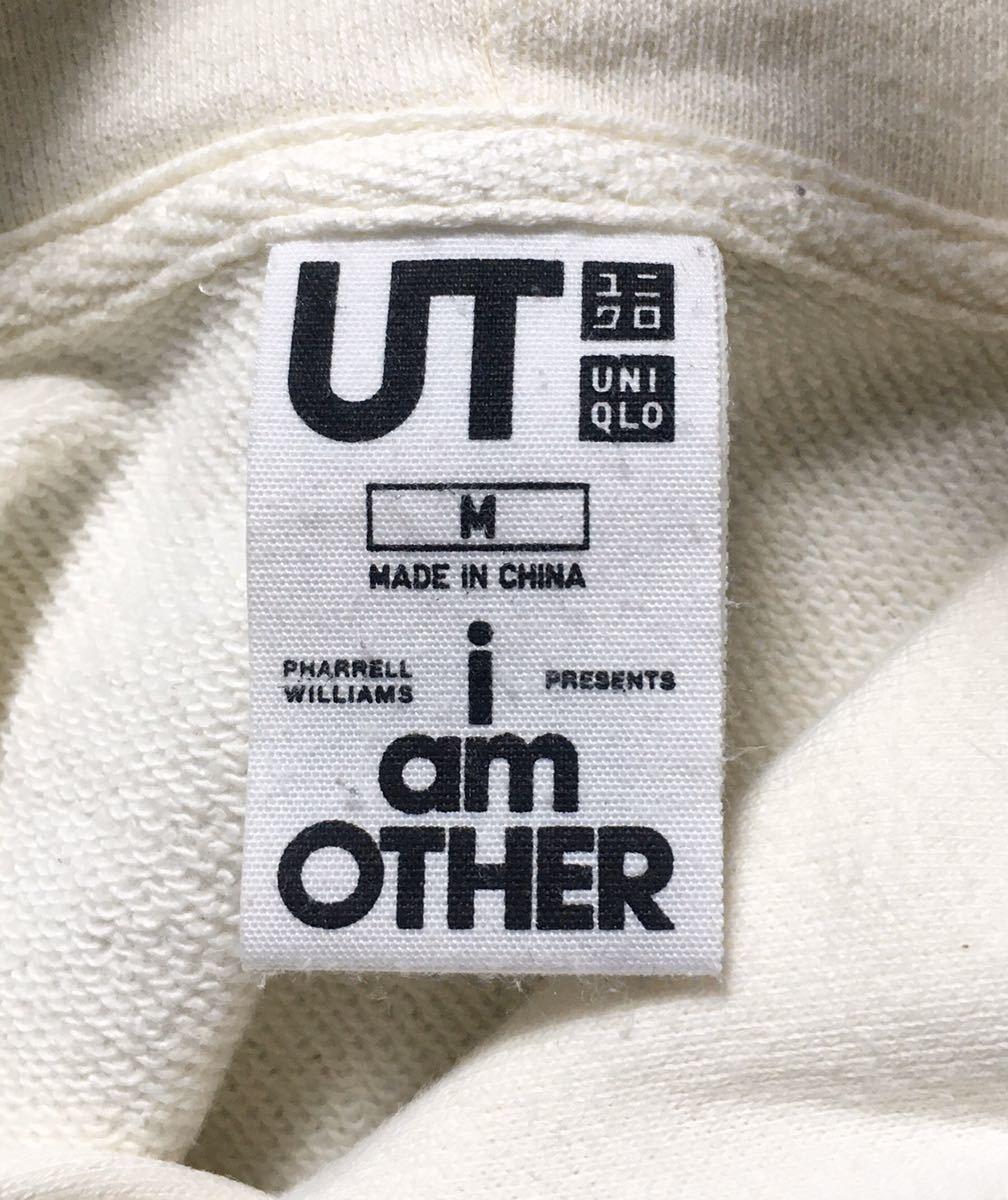 UT
ユニ
クロ
UNI
QLO
M
MADE IN CHINA
PHARRELL
WILLIAMS
PRESENTS
i
am
OTHER